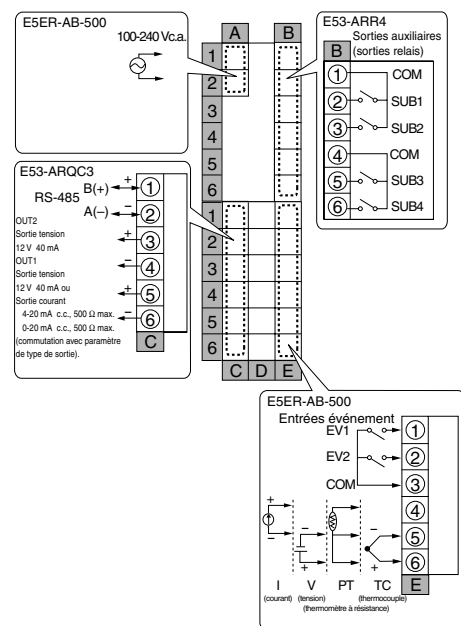 E5ER-AB-500
100-240 Vc.a.
A
B
1
2
3
4
5
6
1
2
3
4
5
6
C D E
E53-ARR4
Sorties auxiliaires
(sorties relais)
B
1 COM
2 SUB1
3 SUB2
4 COM
5 SUB3
6 SUB4
E53-ARQC3
RS-485
B(+) + 1
A(−) − 2
OUT2
Sortie tension
12 V 40 mA
+ 3
OUT1
Sortie tension
12 V 40 mA ou
Sortie courant
4-20 mA c.c., 500 Ω max.
0-20 mA c.c., 500 Ω max.
(commutation avec paramètre
de type de sortie).
− 4
+ 5
− 6
C
E5ER-AB-500
Entrées événement
EV1 1
EV2 2
COM 3
4
5
6
E
+
−
−
+
−
+
I V PT TC
(courant) (tension) (thermocouple)
(thermomètre à résistance)